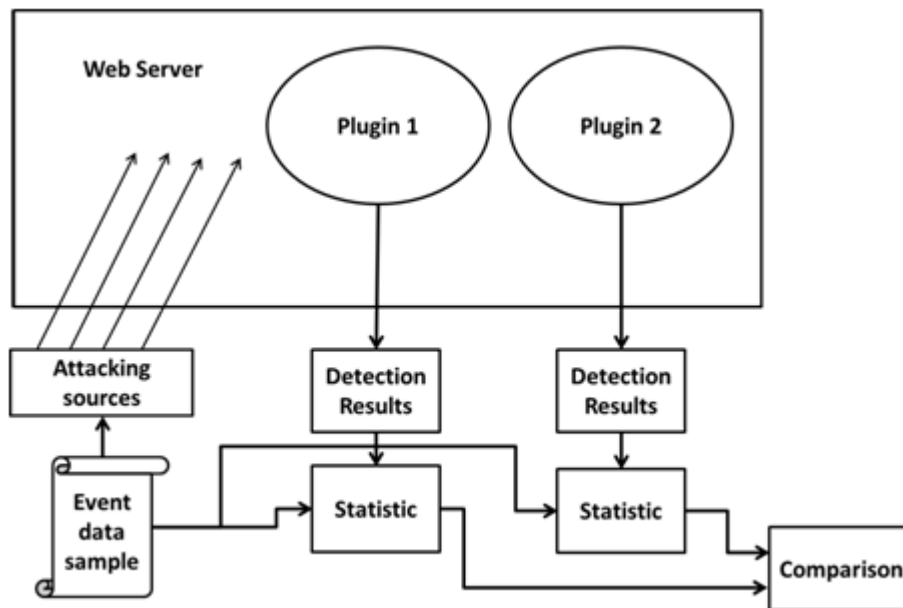 Web Server
Plugin 1
Plugin 2
Attacking
sources
Detection
Results
Detection
Results
Event
data
sample
Statistic
Statistic
Comparison